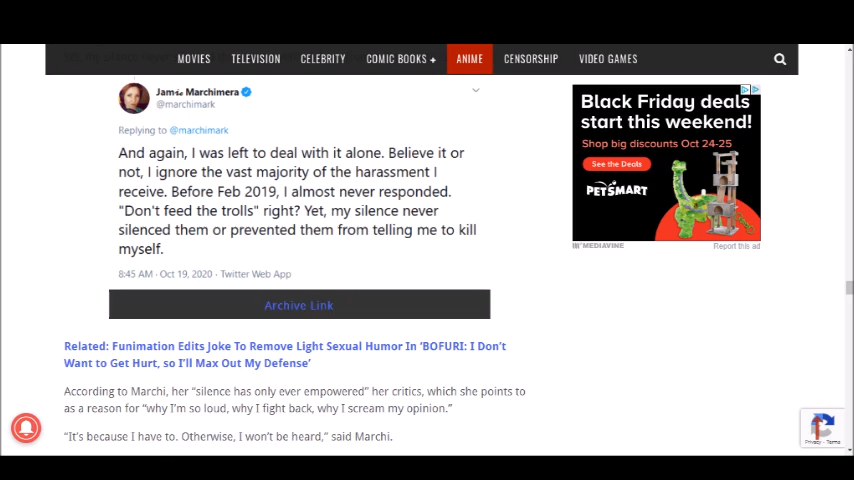 MOVIES TELEVISION CELEBRITY COMIC BOOKS + ANIME CENSORSHIP VIDEO GAMES
Marchimera
@marchimark
Replying to @marchimark
And again, I was left to deal with it alone. Believe it or
not, I ignore the vast majority of the harassment I
receive. Before Feb 2019, I almost never responded.
"Don't feed the trolls" right? Yet, my silence never
silenced them or prevented them from telling me to kill
myself.
8:45 AM · Oct 19, 2020 · Twitter Web App
Archive Link
Black Friday deals
start this weekend!
Shop big discounts Oct 24-25
See the Deals
PETSMART
MEDIAVINE
Report this ad
Related: Funimation Edits Joke To Remove Light Sexual Humor In ‘BOFURI: I Don’t
Want to Get Hurt, so I’ll Max Out My Defense’
According to Marchi, her “silence has only ever empowered” her critics, which she points to
as a reason for “why I’m so loud, why I fight back, why I scream my opinion.”
“It’s because I have to. Otherwise, I won’t be heard,” said Marchi.
Privacy - Terms